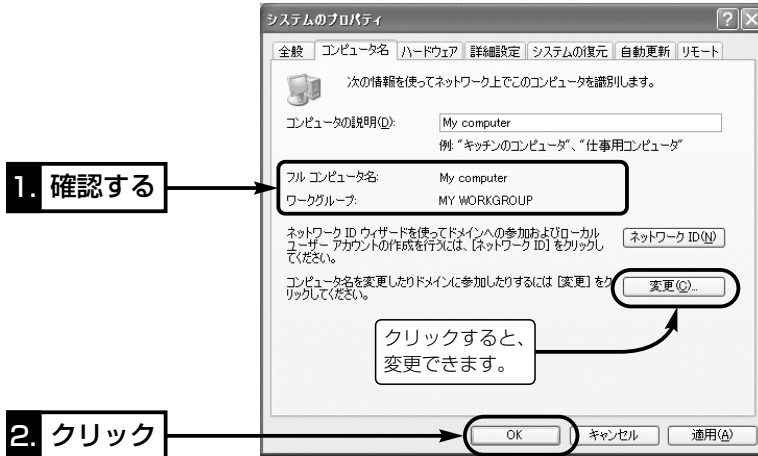 システムのプロパティ
全般 コンピュータ名 ハードウェア 詳細設定 システムの復元 自動更新 リモート
次の情報を使ってネットワーク上でこのコンピュータを識別します。
コンピュータの説明(D): My computer
例: "キッチンのコンピュータ"、"仕事用コンピュータ"
1. 確認する
フル コンピュータ名: My computer
ワークグループ: MY WORKGROUP
ネットワーク ID ウィザードを使ってドメインへの参加およびローカル
ユーザー アカウントの作成を行うには、[ネットワーク ID] をクリックし
てください。
ネットワーク ID(N)
コンピュータ名を変更したりドメインに参加したりするには [変更] をク
リックしてください。
変更(C)...
クリックすると、
変更できます。
2. クリック
OK キャンセル 適用(A)